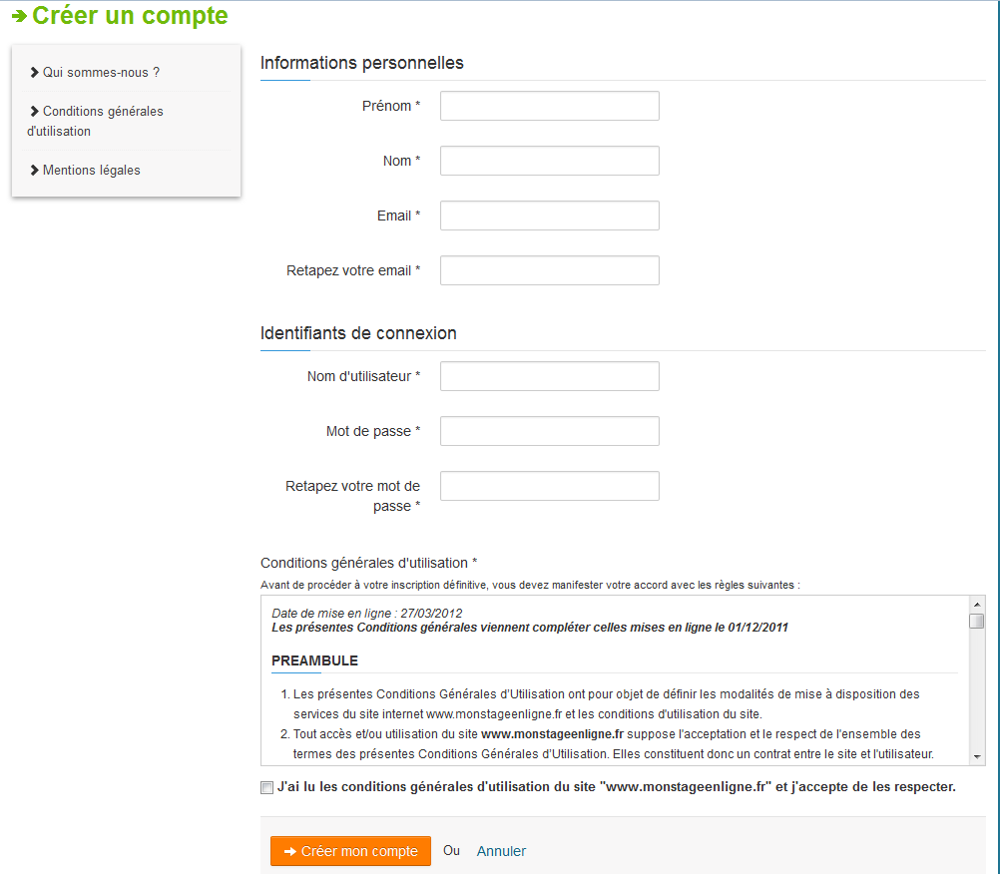 Créer un compte
Qui sommes-nous ?
Conditions générales
d'utilisation
Mentions légales
Informations personnelles
Prénom *
Nom *
Email *
Retapez votre email *
Identifiants de connexion
Nom d'utilisateur *
Mot de passe *
Retapez votre mot de
passe *
Conditions générales d'utilisation *
Avant de procéder à votre inscription définitive, vous devez manifester votre accord avec les règles suivantes :
Date de mise en ligne : 27/03/2012
Les présentes Conditions générales viennent compléter celles mises en ligne le 01/12/2011
PREAMBULE
1. Les présentes Conditions Générales d'Utilisation ont pour objet de définir les modalités de mise à disposition des
services du site internet www.monstageenligne.fr et les conditions d'utilisation du site.
2. Tout accès et/ou utilisation du site www.monstageenligne.fr suppose l'acceptation et le respect de l'ensemble des
termes des présentes Conditions Générales d'Utilisation. Elles constituent donc un contrat entre le site et l'utilisateur.
J'ai lu les conditions générales d'utilisation du site "www.monstageenligne.fr" et j'accepte de les respecter.
Créer mon compte Ou Annuler